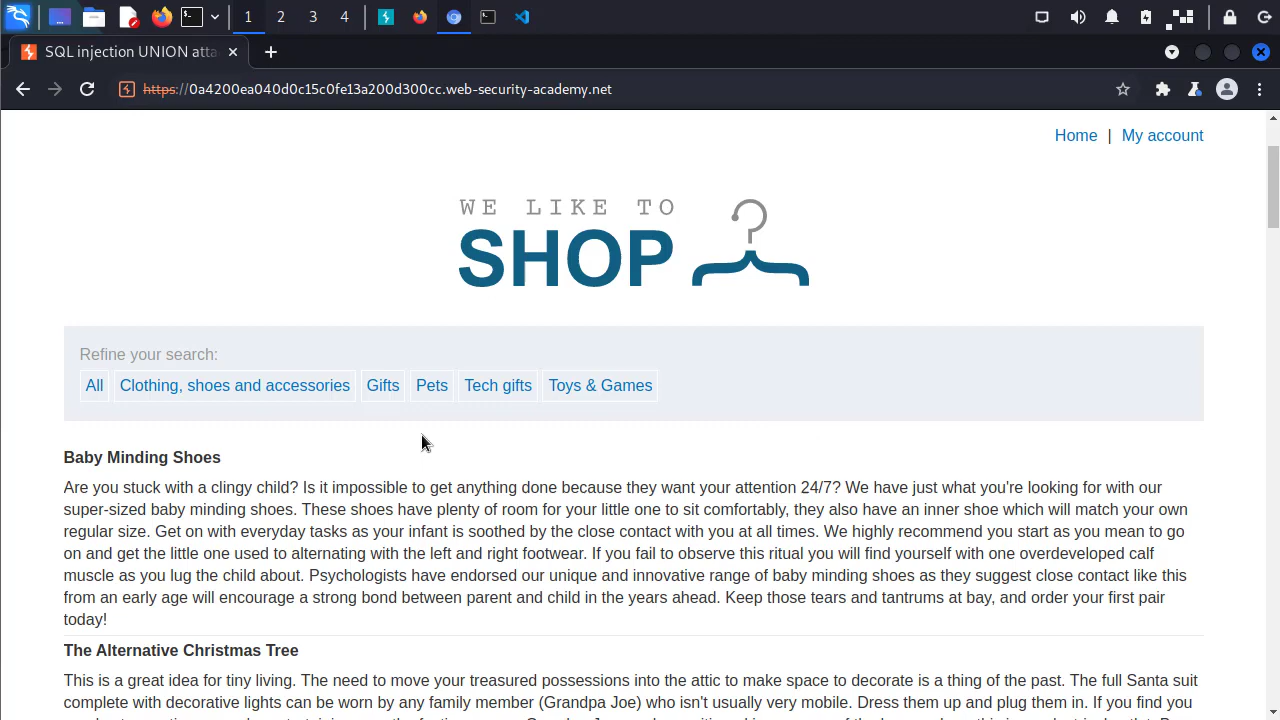 1 2 3 4
SQL injection UNION atta
https://0a4200ea040d0c15c0fe13a200d300cc.web-security-academy.net
Home | My account
WE LIKE TO
SHOP
Refine your search:
All Clothing, shoes and accessories Gifts Pets Tech gifts Toys & Games
Baby Minding Shoes
Are you stuck with a clingy child? Is it impossible to get anything done because they want your attention 24/7? We have just what you're looking for with our
super-sized baby minding shoes. These shoes have plenty of room for your little one to sit comfortably, they also have an inner shoe which will match your own
regular size. Get on with everyday tasks as your infant is soothed by the close contact with you at all times. We highly recommend you start as you mean to go
on and get the little one used to alternating with the left and right footwear. If you fail to observe this ritual you will find yourself with one overdeveloped calf
muscle as you lug the child about. Psychologists have endorsed our unique and innovative range of baby minding shoes as they suggest close contact like this
from an early age will encourage a strong bond between parent and child in the years ahead. Keep those tears and tantrums at bay, and order your first pair
today!
The Alternative Christmas Tree
This is a great idea for tiny living. The need to move your treasured possessions into the attic to make space to decorate is a thing of the past. The full Santa suit
complete with decorative lights can be worn by any family member (Grandpa Joe) who isn't usually very mobile. Dress them up and plug them in. If you find you